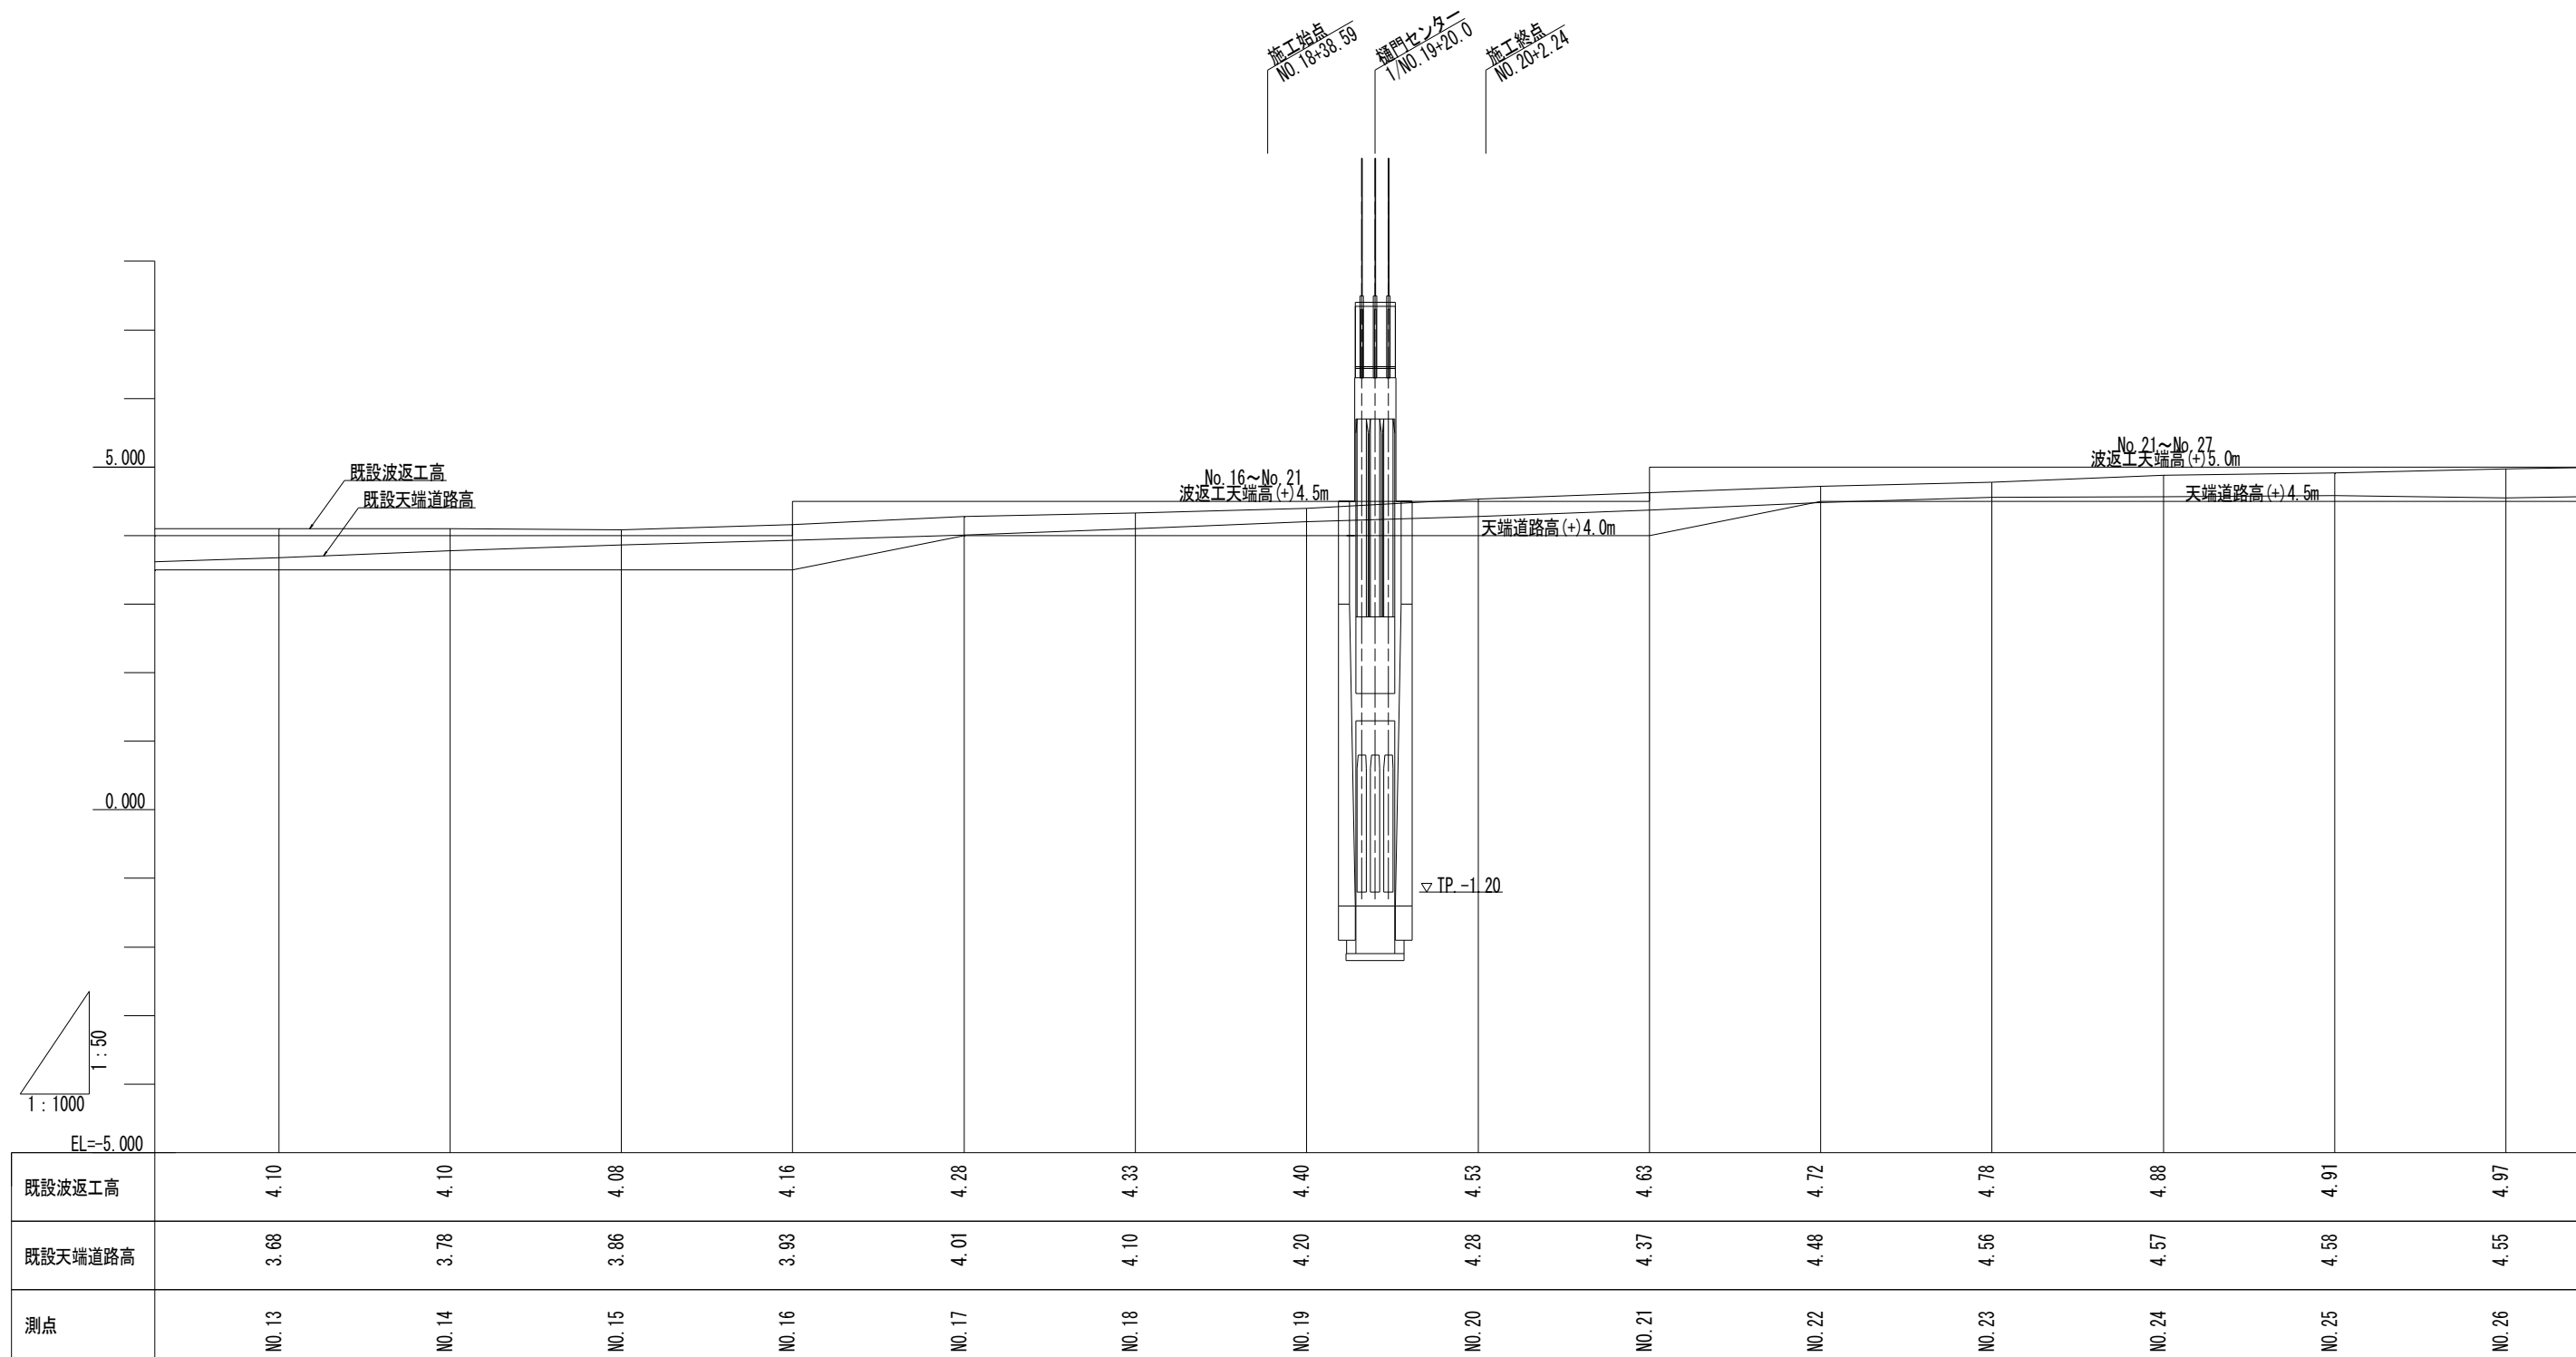 施工始点
NO.18+38.59
樋門センター
1/NO.19+20.0
施工終点
NO.20+2.24
5.000
0.000
EL=-5.000
既設波返工高
既設天端道路高
No.16～No.21
波返工天端高(+)4.5m
天端道路高(+)4.0m
No.21～No.27
波返工天端高(+)5.0m
天端道路高(+)4.5m
▽ TP.-1.20
1:50
1:1000
既設波返工高 4.10 4.10 4.08 4.16 4.28 4.33 4.40 4.53 4.63 4.72 4.78 4.88 4.91 4.97
既設天端道路高 3.68 3.78 3.86 3.93 4.01 4.10 4.20 4.28 4.37 4.48 4.56 4.57 4.58 4.55
測点 NO.13 NO.14 NO.15 NO.16 NO.17 NO.18 NO.19 NO.20 NO.21 NO.22 NO.23 NO.24 NO.25 NO.26